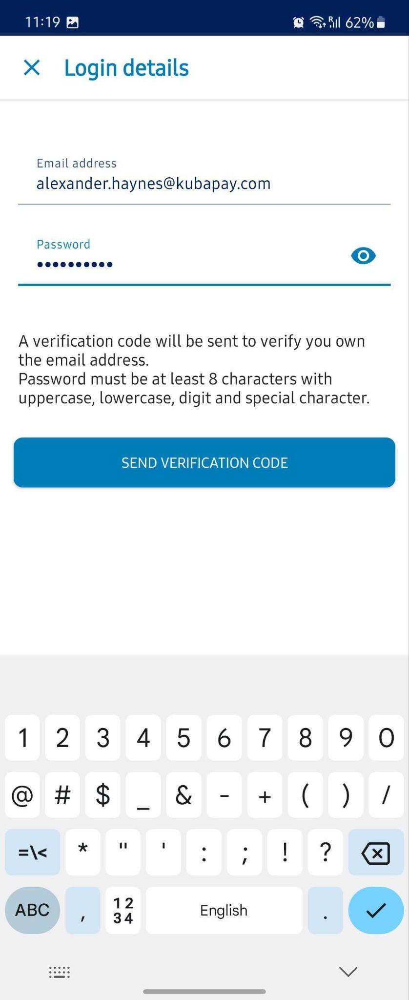 11:19 R 62%
Login details
Email address
alexander.haynes@kubapay.com
Password
••••••••••
A verification code will be sent to verify you own
the email address.
Password must be at least 8 characters with
uppercase, lowercase, digit and special character.
SEND VERIFICATION CODE
1 2 3 4 5 6 7 8 9 0
@ # $ _ & - + ( ) /
=\< * " ' : ; ! ?
ABC , 12 English .
34